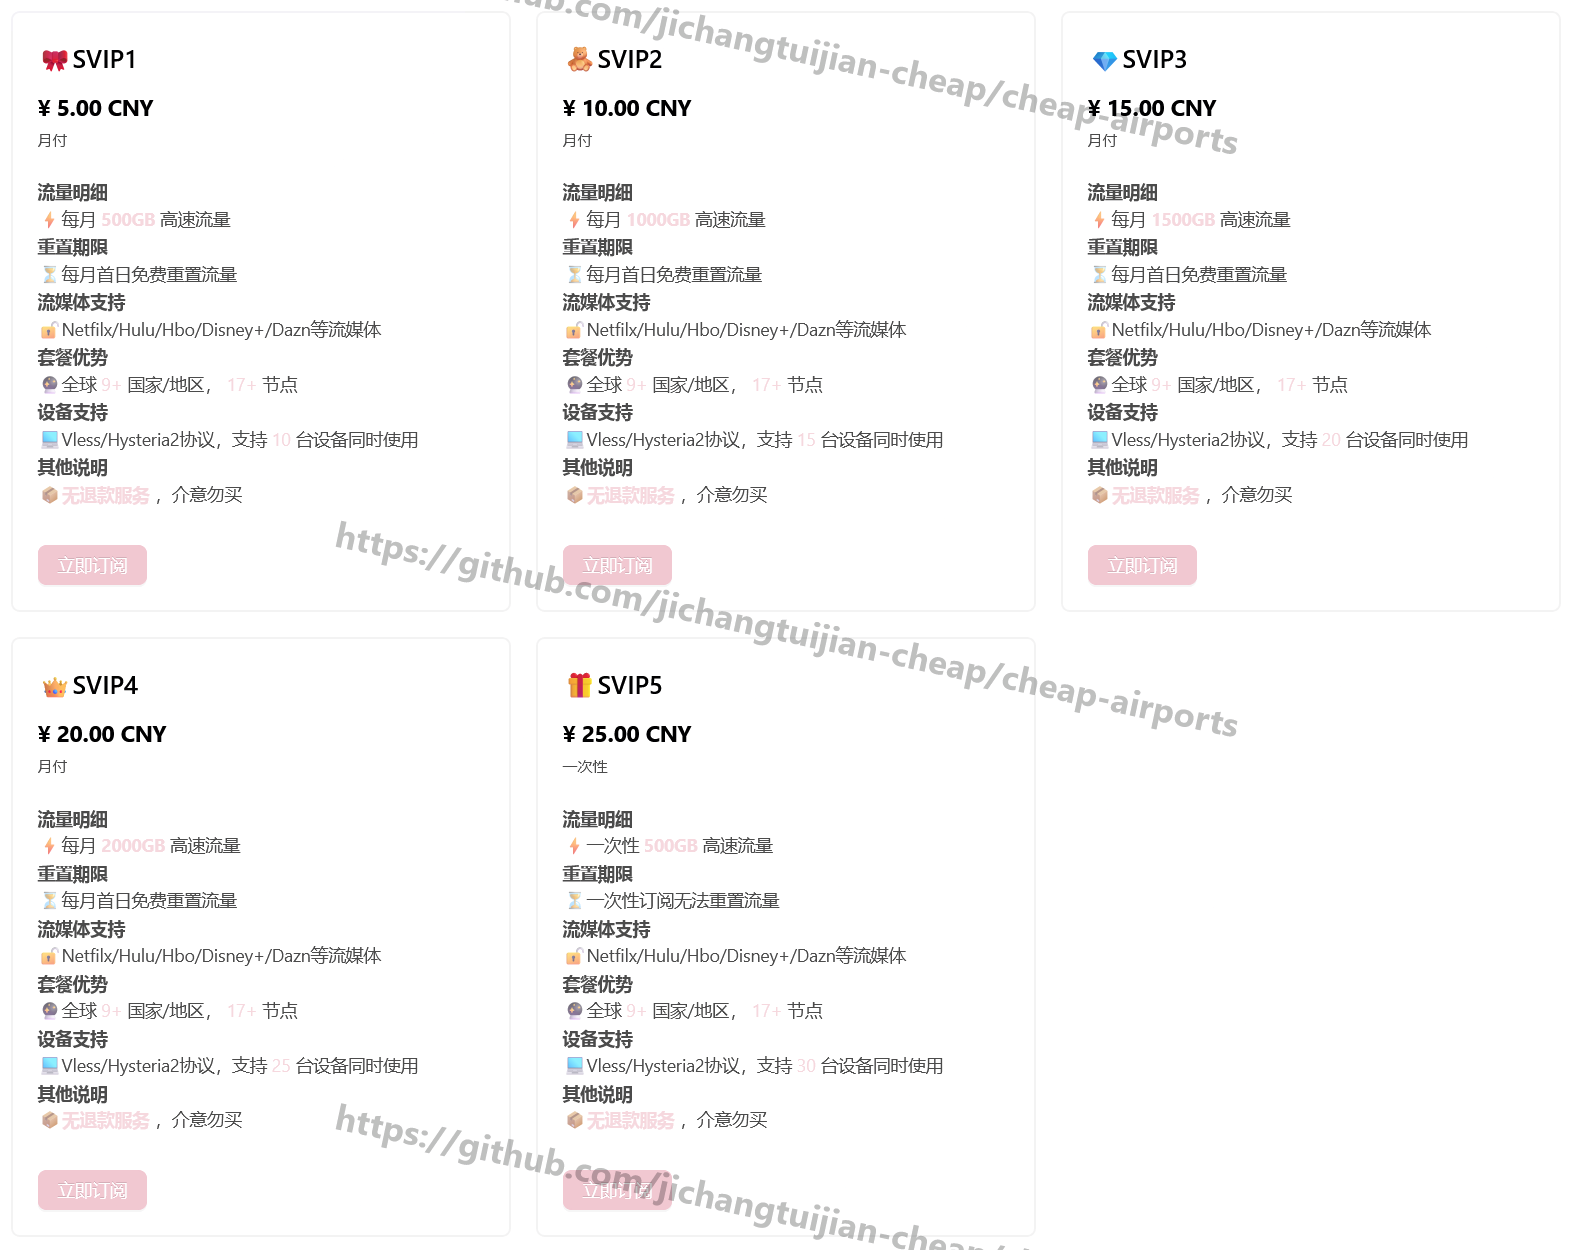 SVIP1
¥ 5.00 CNY
月付
流量明细
每月 500GB 高速流量
重置期限
每月首日免费重置流量
流媒体支持
Netfilx/Hulu/Hbo/Disney+/Dazn等流媒体
套餐优势
全球 9+ 国家/地区， 17+ 节点
设备支持
Vless/Hysteria2协议，支持 10 台设备同时使用
其他说明
无退款服务 ，介意勿买
立即订阅
SVIP2
¥ 10.00 CNY
月付
流量明细
每月 1000GB 高速流量
重置期限
每月首日免费重置流量
流媒体支持
Netfilx/Hulu/Hbo/Disney+/Dazn等流媒体
套餐优势
全球 9+ 国家/地区， 17+ 节点
设备支持
Vless/Hysteria2协议，支持 15 台设备同时使用
其他说明
无退款服务 ，介意勿买
立即订阅
SVIP3
¥ 15.00 CNY
月付
流量明细
每月 1500GB 高速流量
重置期限
每月首日免费重置流量
流媒体支持
Netfilx/Hulu/Hbo/Disney+/Dazn等流媒体
套餐优势
全球 9+ 国家/地区， 17+ 节点
设备支持
Vless/Hysteria2协议，支持 20 台设备同时使用
其他说明
无退款服务 ，介意勿买
立即订阅
SVIP4
¥ 20.00 CNY
月付
流量明细
每月 2000GB 高速流量
重置期限
每月首日免费重置流量
流媒体支持
Netfilx/Hulu/Hbo/Disney+/Dazn等流媒体
套餐优势
全球 9+ 国家/地区， 17+ 节点
设备支持
Vless/Hysteria2协议，支持 25 台设备同时使用
其他说明
无退款服务 ，介意勿买
立即订阅
SVIP5
¥ 25.00 CNY
一次性
流量明细
一次性 500GB 高速流量
重置期限
一次性订阅无法重置流量
流媒体支持
Netfilx/Hulu/Hbo/Disney+/Dazn等流媒体
套餐优势
全球 9+ 国家/地区， 17+ 节点
设备支持
Vless/Hysteria2协议，支持 30 台设备同时使用
其他说明
无退款服务 ，介意勿买
立即订阅
ub.com/jichangtuijian-cheap/cheap-airports
https://github.com/jichangtuijian-cheap/cheap-airports
https://github.com/jichangtuijian-cheap/